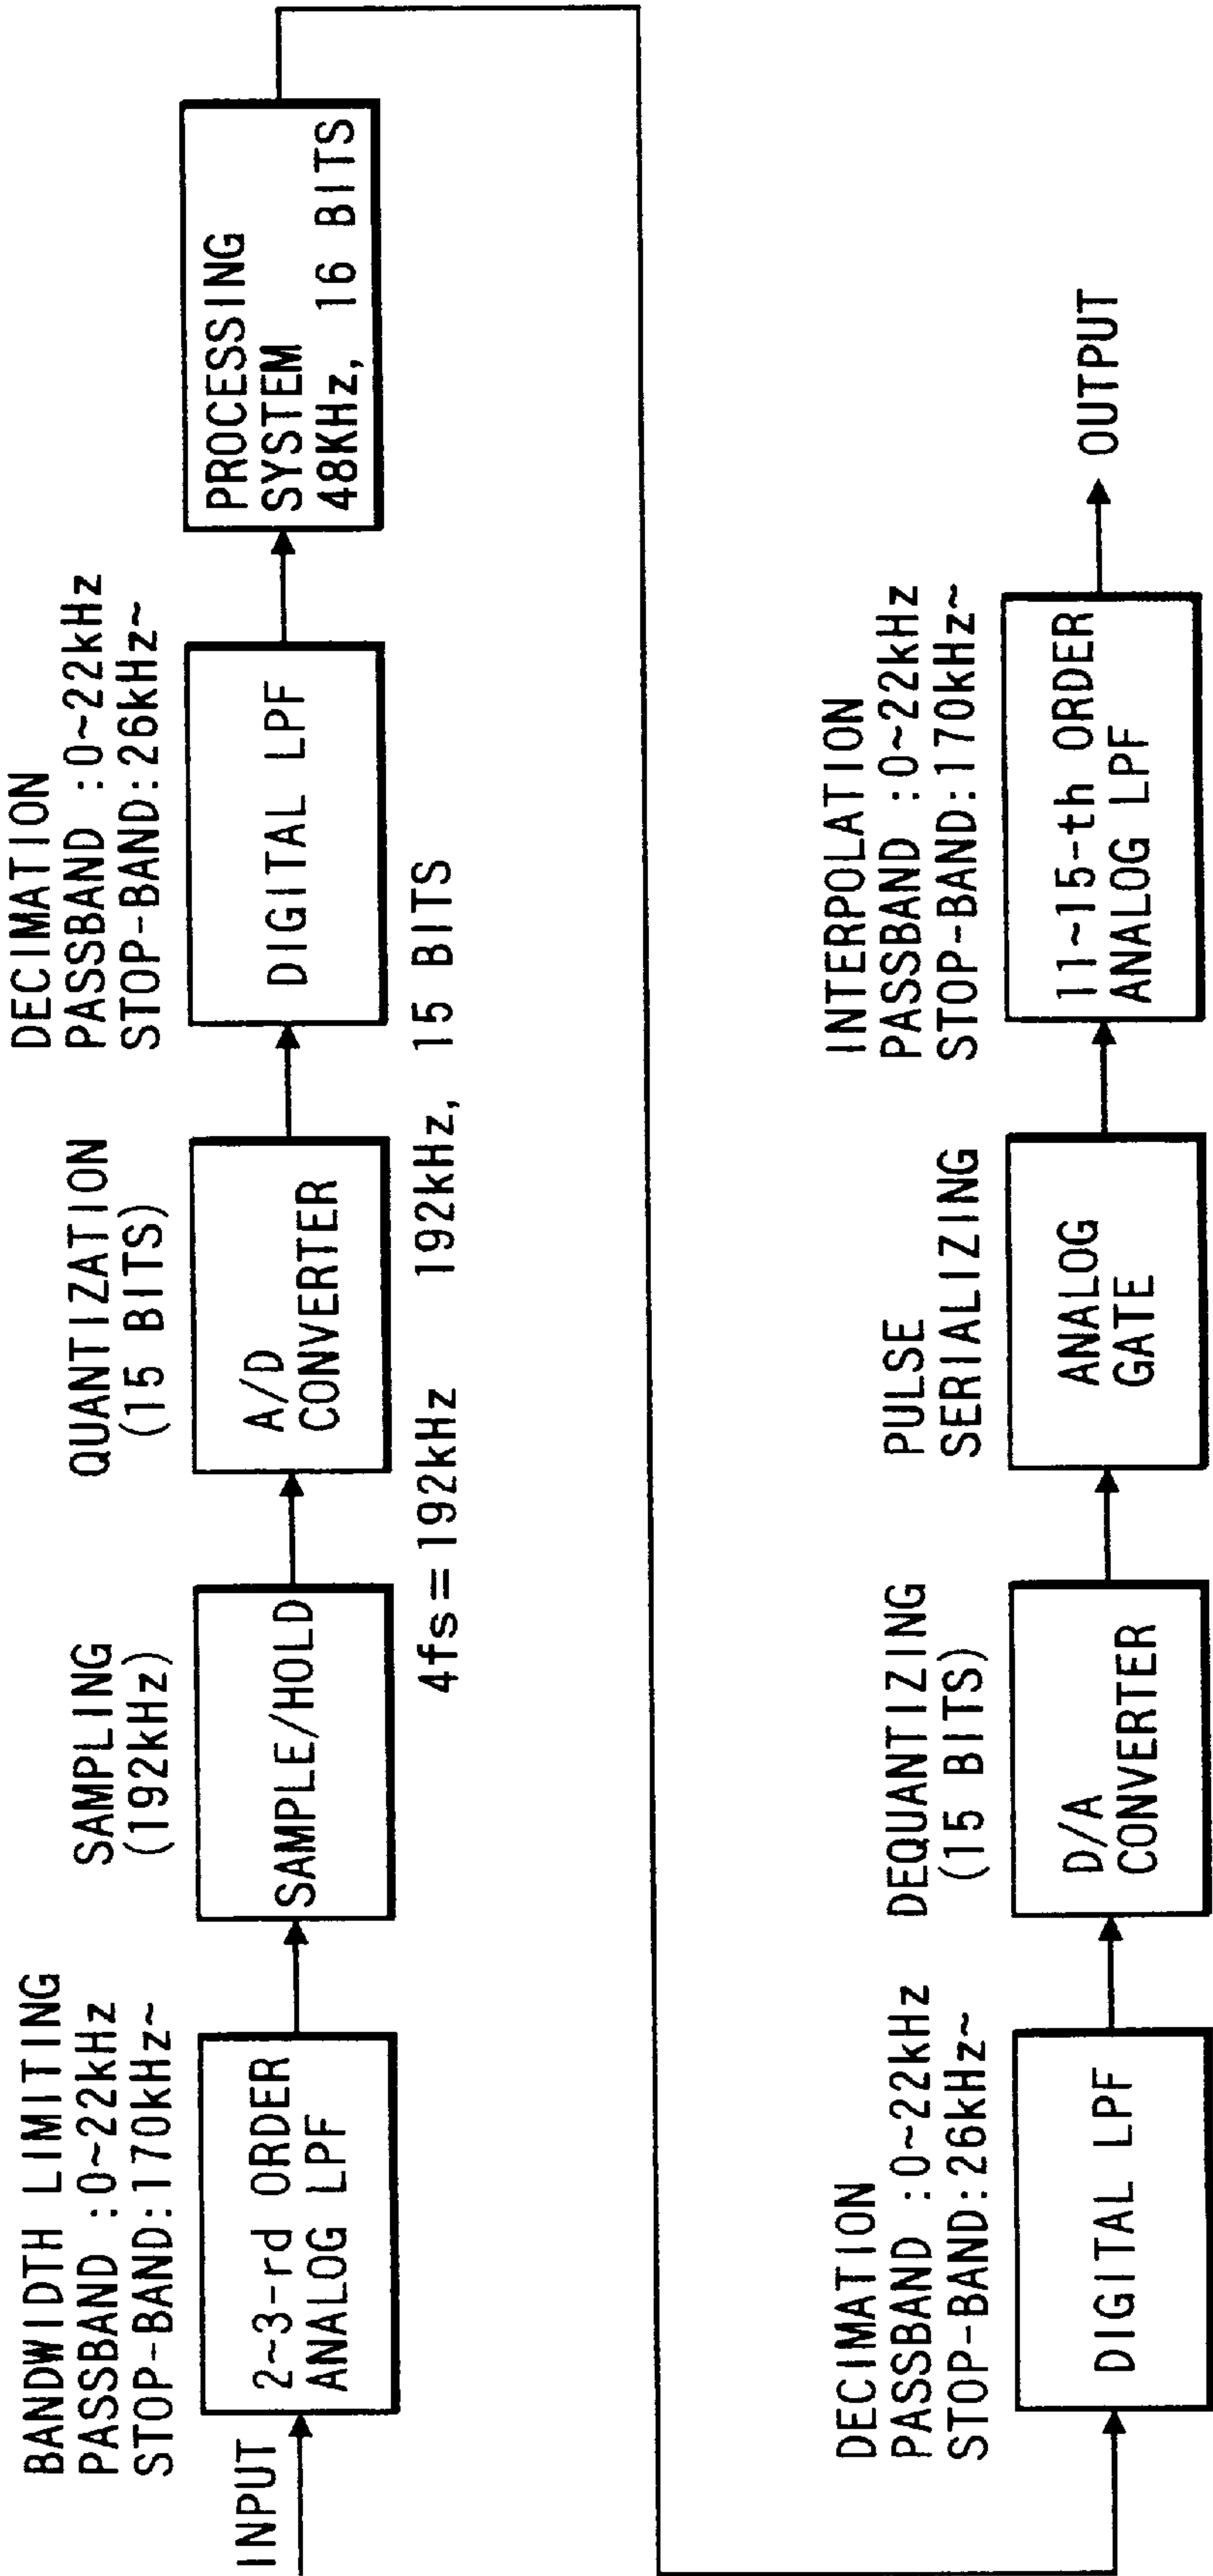 INPUT
BANDWIDTH LIMITING
PASSBAND :0~22kHz
STOP-BAND:170kHz~
2~3-rd ORDER
ANALOG LPF
SAMPLING
(192kHz)
SAMPLE/HOLD
QUANTIZATION
(15 BITS)
A/D
CONVERTER
4fs=192kHz 192kHz, 15 BITS
DECIMATION
PASSBAND :0~22kHz
STOP-BAND:26kHz~
DIGITAL LPF
PROCESSING
SYSTEM
48KHz, 16 BITS
DECIMATION
PASSBAND :0~22kHz
STOP-BAND:26kHz~
DIGITAL LPF
DEQUANTIZING
(15 BITS)
D/A
CONVERTER
PULSE
SERIALIZING
ANALOG
GATE
INTERPOLATION
PASSBAND :0~22kHz
STOP-BAND:170kHz~
11~15-th ORDER
ANALOG LPF
OUTPUT